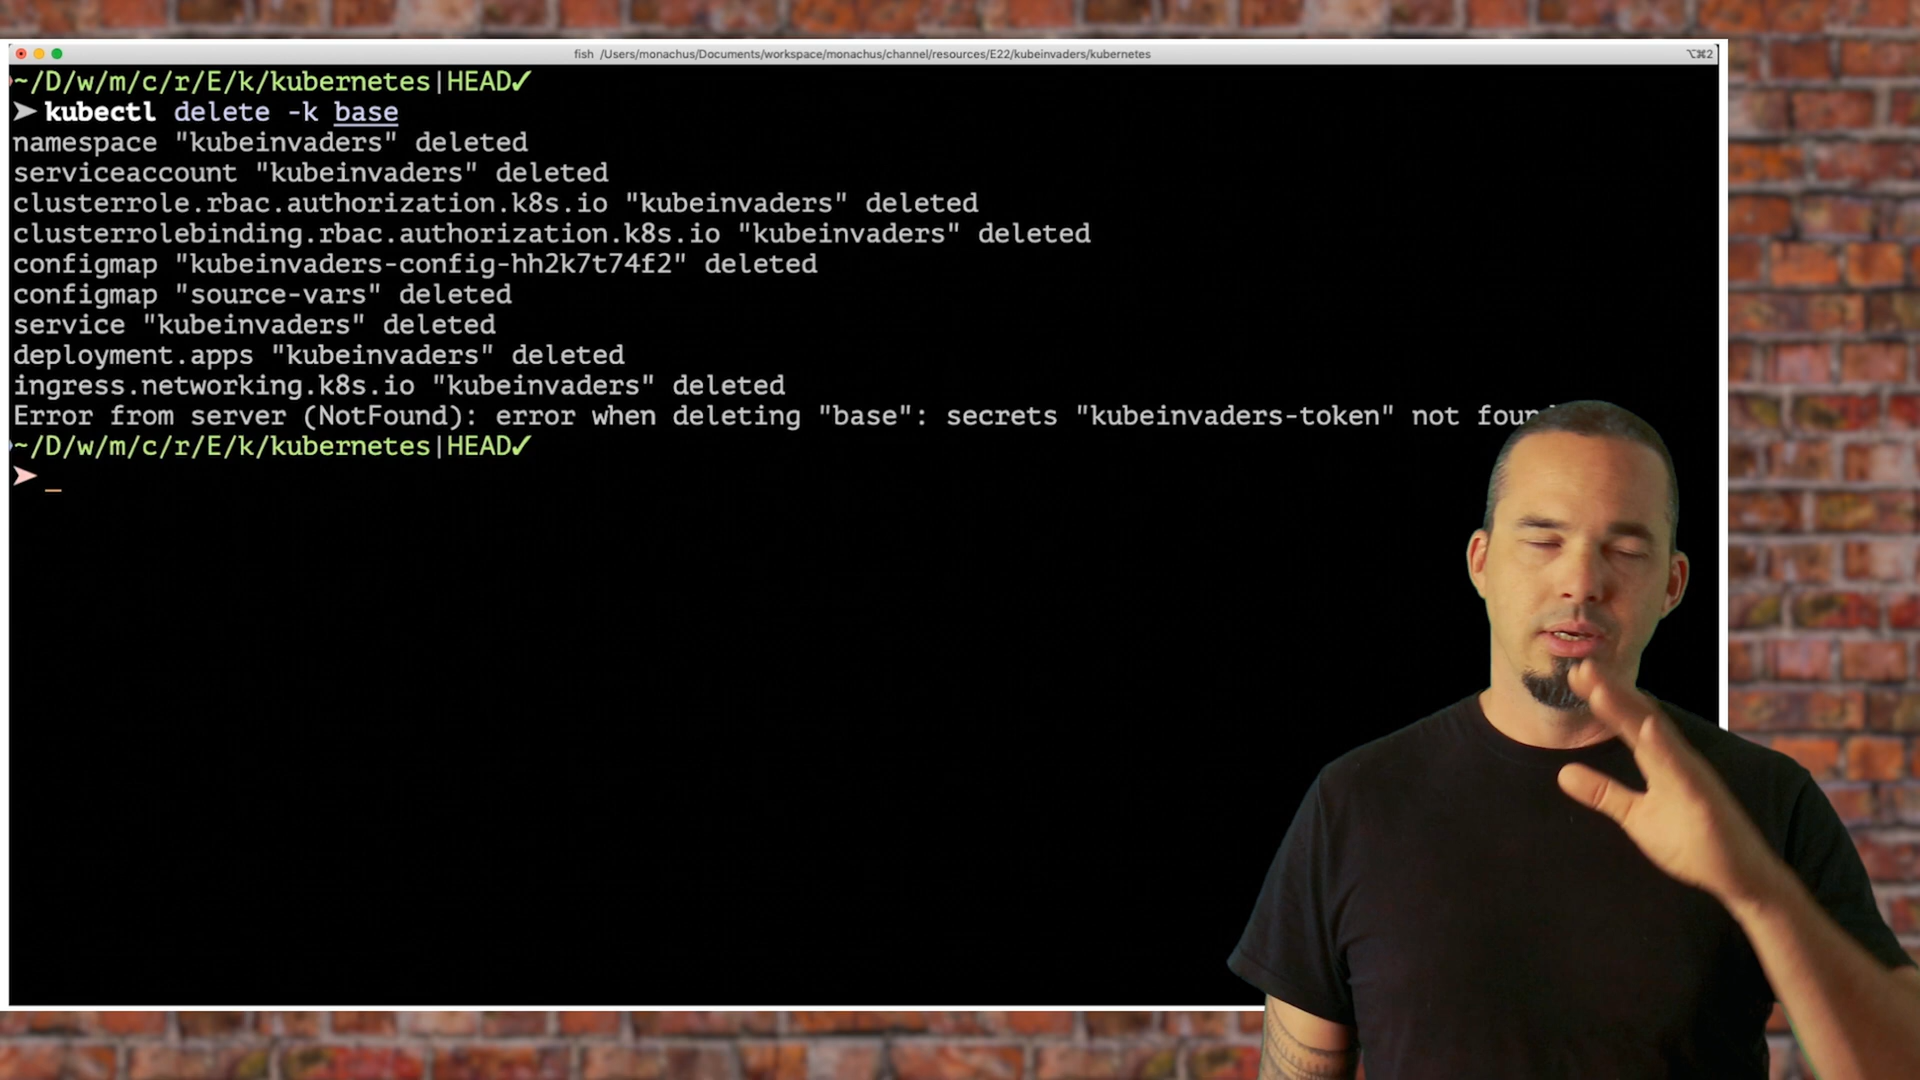 fish /Users/monachus/Documents/workspace/monachus/channel/resources/E22/kubeinvaders/kubernetes
⌥⌘2
~/D/w/m/c/r/E/k/kubernetes|HEAD✓
➤ kubectl delete -k base
namespace "kubeinvaders" deleted
serviceaccount "kubeinvaders" deleted
clusterrole.rbac.authorization.k8s.io "kubeinvaders" deleted
clusterrolebinding.rbac.authorization.k8s.io "kubeinvaders" deleted
configmap "kubeinvaders-config-hh2k7t74f2" deleted
configmap "source-vars" deleted
service "kubeinvaders" deleted
deployment.apps "kubeinvaders" deleted
ingress.networking.k8s.io "kubeinvaders" deleted
Error from server (NotFound): error when deleting "base": secrets "kubeinvaders-token" not foun
~/D/w/m/c/r/E/k/kubernetes|HEAD✓
➤ _